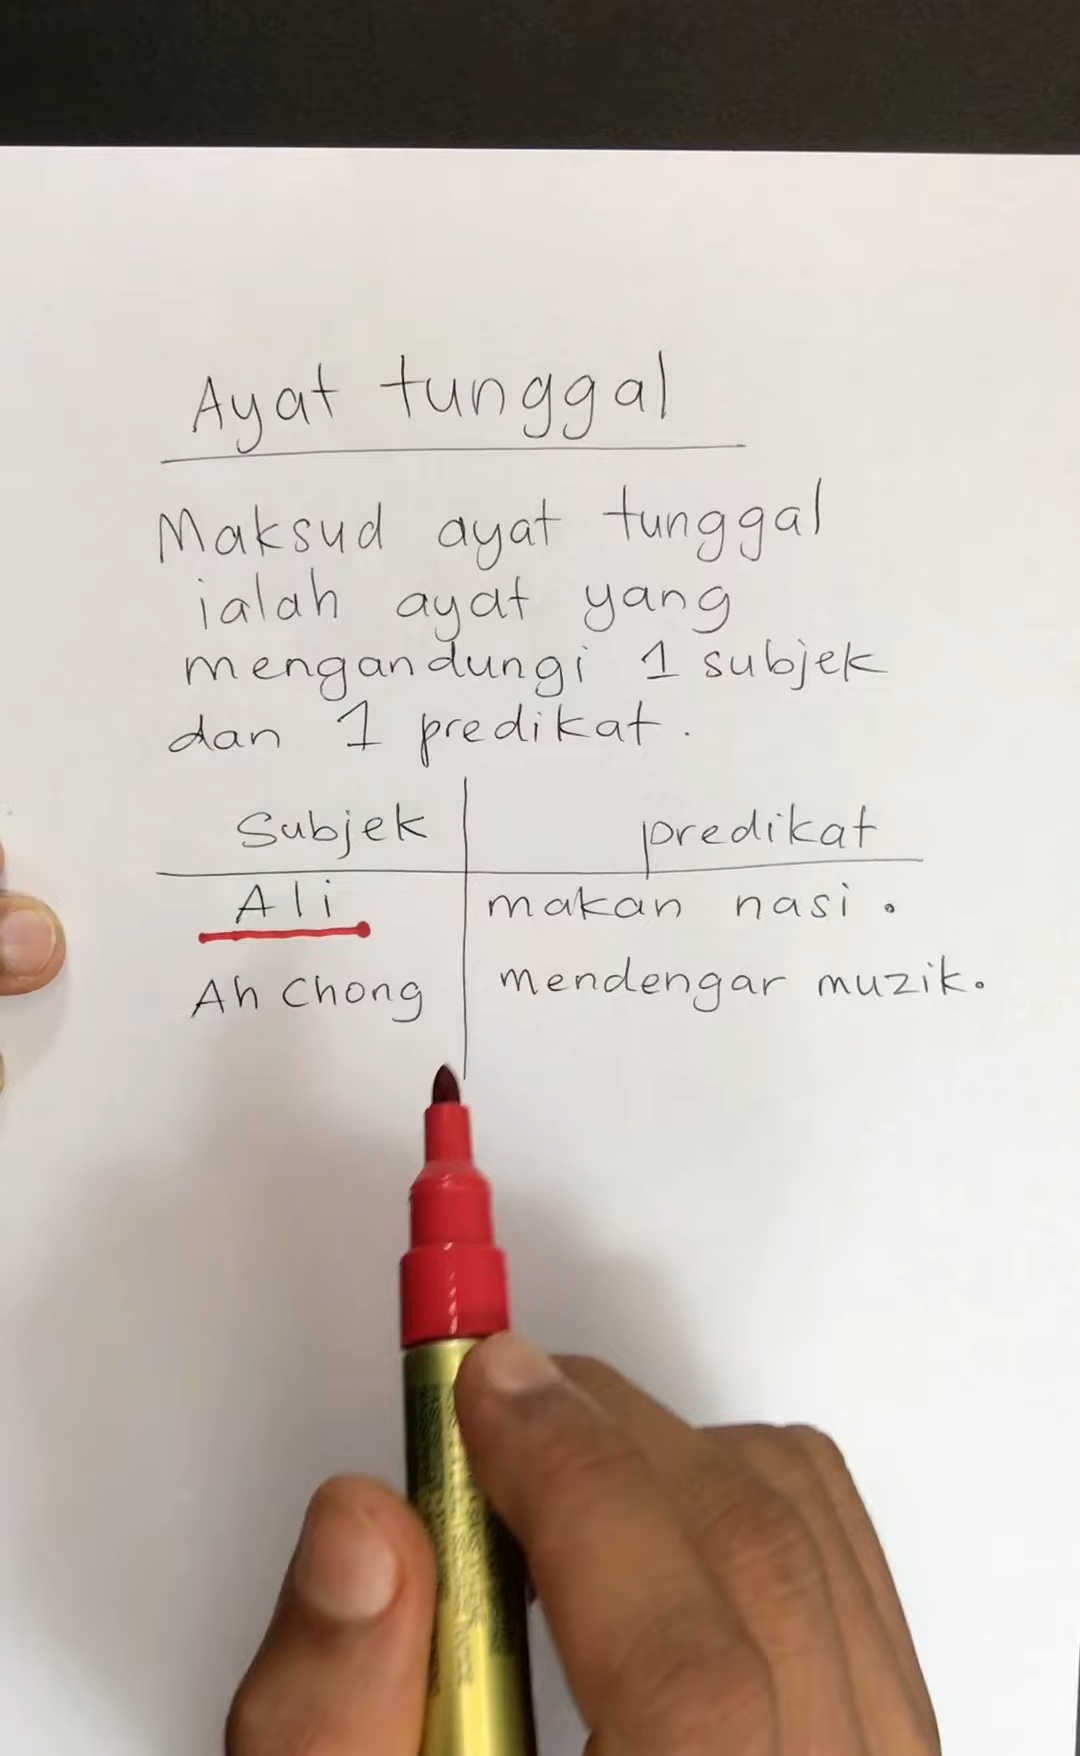 Ayat tunggal
Maksud ayat tunggal
ialah ayat yang
mengandungi 1 subjek
dan 1 predikat.
Subjek predikat
Ali makan nasi.
Ah Chong mendengar muzik.